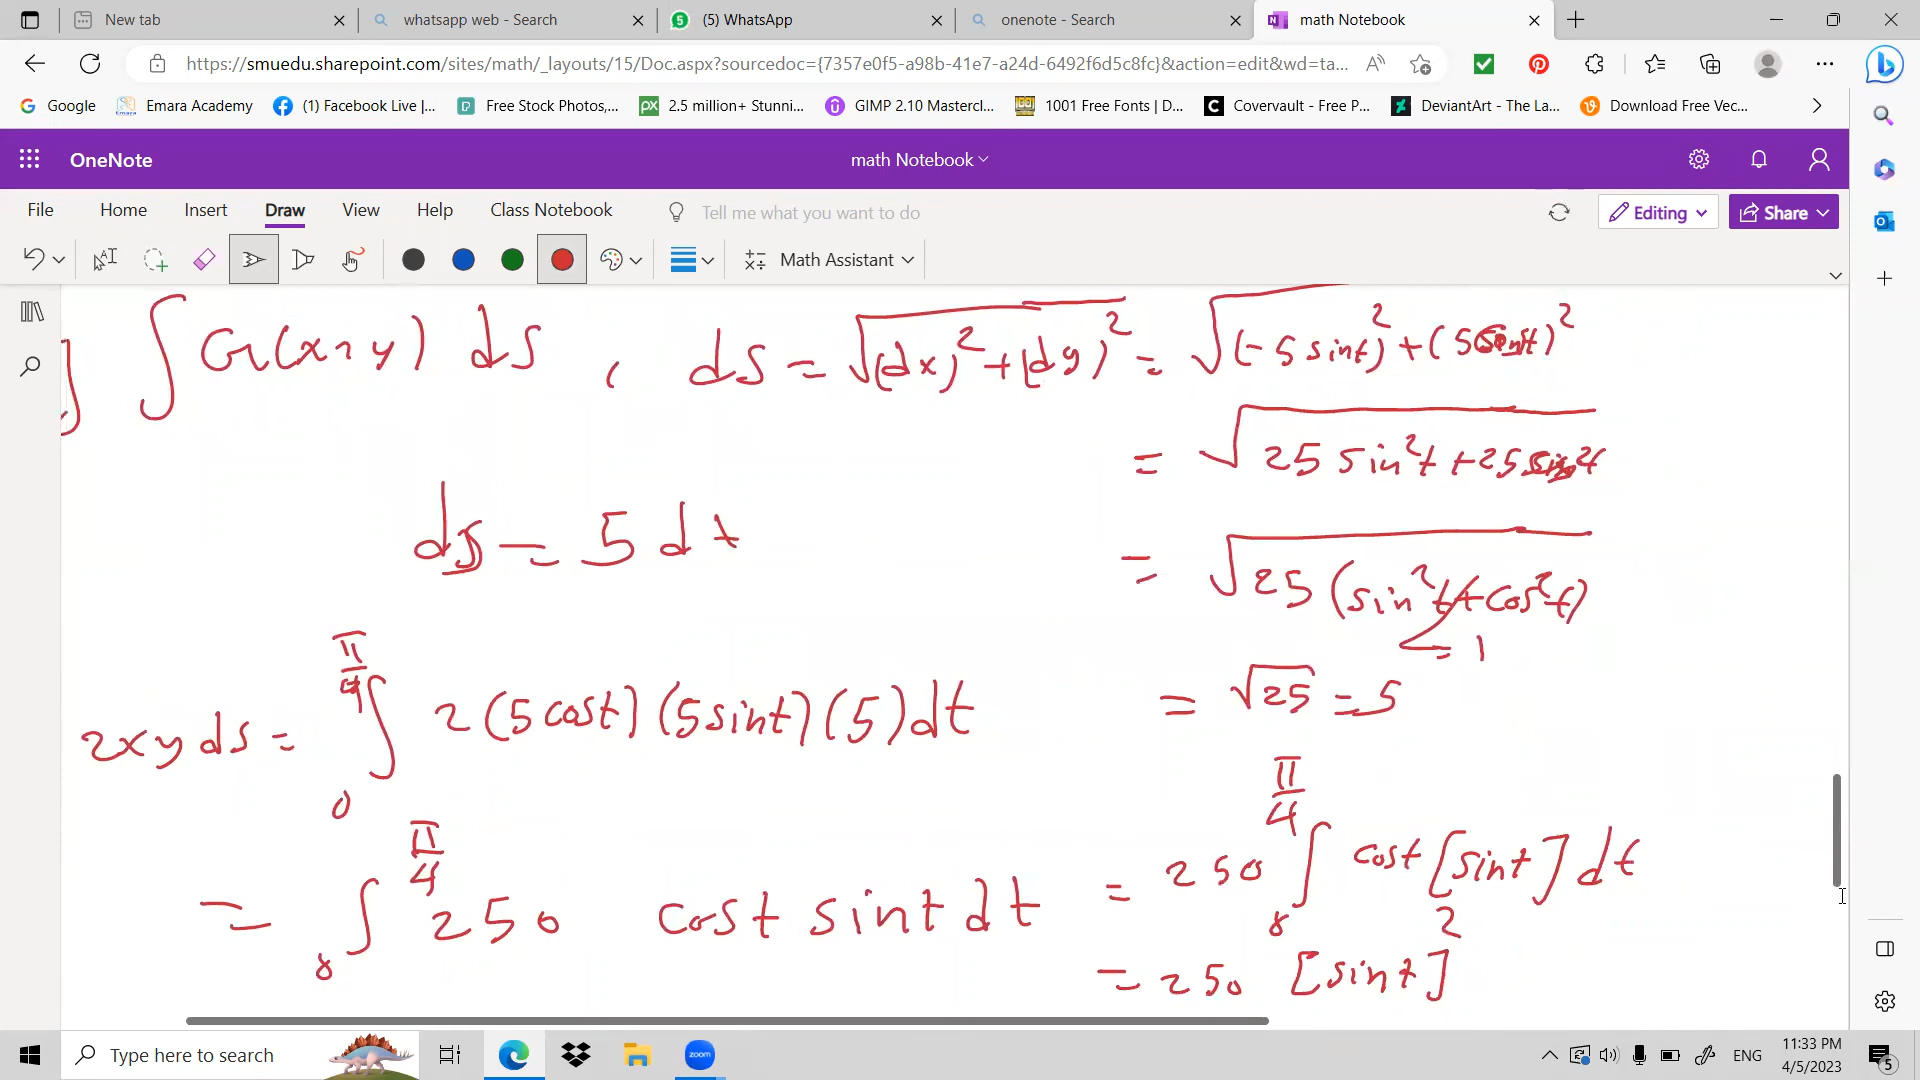 New tab
whatsapp web - Search
(5) WhatsApp
onenote - Search
math Notebook
https://smuedu.sharepoint.com/sites/math/_layouts/15/Doc.aspx?sourcedoc={7357e0f5-a98b-41e7-a24d-6492f6d5c8fc}&action=edit&wd=ta...
Google
Emara Academy
(1) Facebook Live |...
Free Stock Photos,...
2.5 million+ Stunni...
GIMP 2.10 Mastercl...
1001 Free Fonts | D...
Covervault - Free P...
DeviantArt - The La...
Download Free Vec...
OneNote
math Notebook
File Home Insert Draw View Help Class Notebook
Tell me what you want to do
Editing
Share
Math Assistant
∫ G(x,y) ds , ds = √(dx)² + (dy)² = √(-5 sint)² + (5 cost)²
= √25 sin²t + 25
ds = 5 dt
= √25 (sin²t + cos²t)
= 1
2xy ds = ∫₀^(π/4) 2 (5 cost) (5 sint) (5) dt
= √25 = 5
= ∫₀^(π/4) 250 cost sint dt
= 250 ∫₀^(π/4) cost [sint] dt
= 250 [sint]²
Type here to search
zoom
ENG
11:33 PM
4/5/2023
5